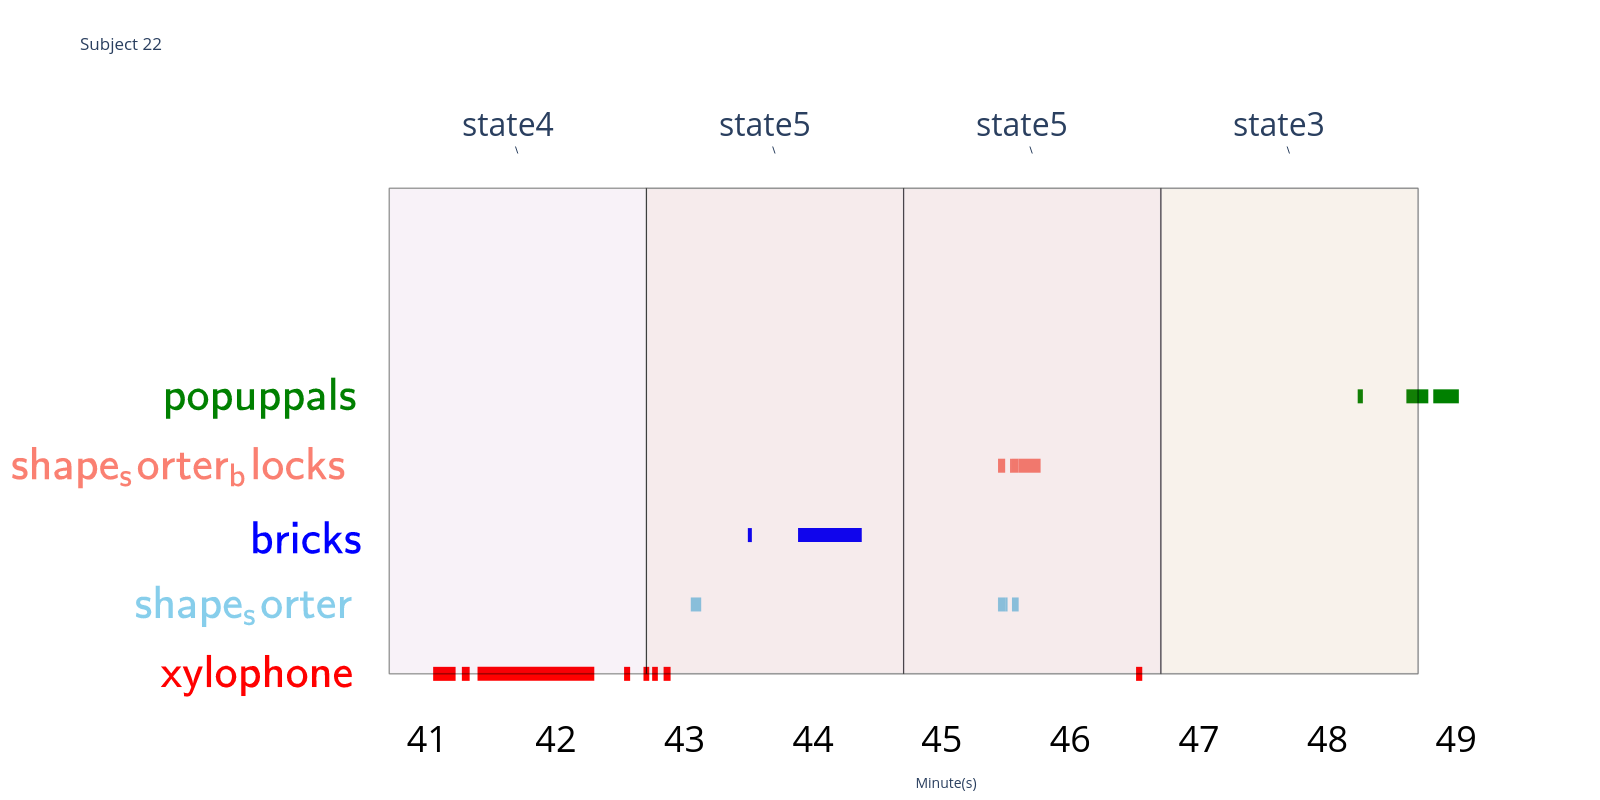 Subject 22
state4 state5 state5 state3
popuppals
shapesorterblocks
bricks
shapesorter
xylophone
41 42 43 44 45 46 47 48 49
Minute(s)